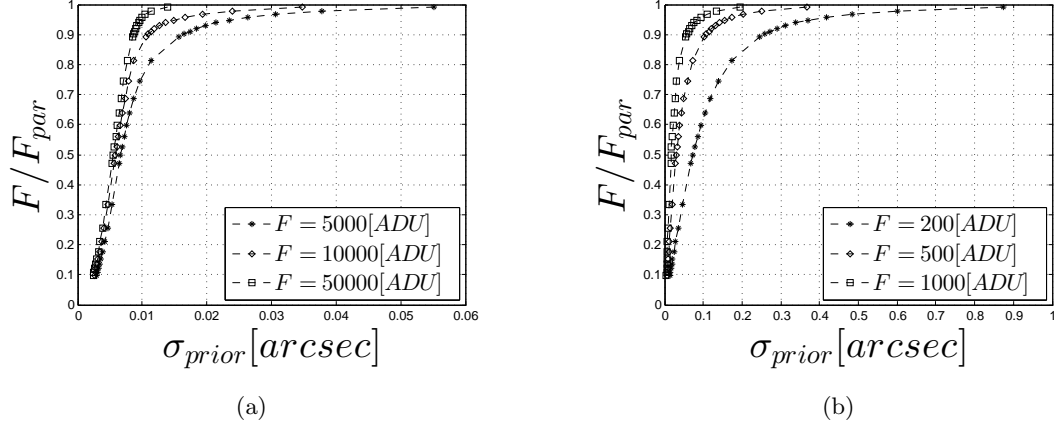 1
0.9
0.8
0.7
0.6
0.5
0.4
0.3
0.2
0.1
0
0 0.01 0.02 0.03 0.04 0.05 0.06
F/F_par
σ_prior[arcsec]
F = 5000[ADU]
F = 10000[ADU]
F = 50000[ADU]
(a)
1
0.9
0.8
0.7
0.6
0.5
0.4
0.3
0.2
0.1
0
0 0.1 0.2 0.3 0.4 0.5 0.6 0.7 0.8 0.9 1
F/F_par
σ_prior[arcsec]
F = 200[ADU]
F = 500[ADU]
F = 1000[ADU]
(b)